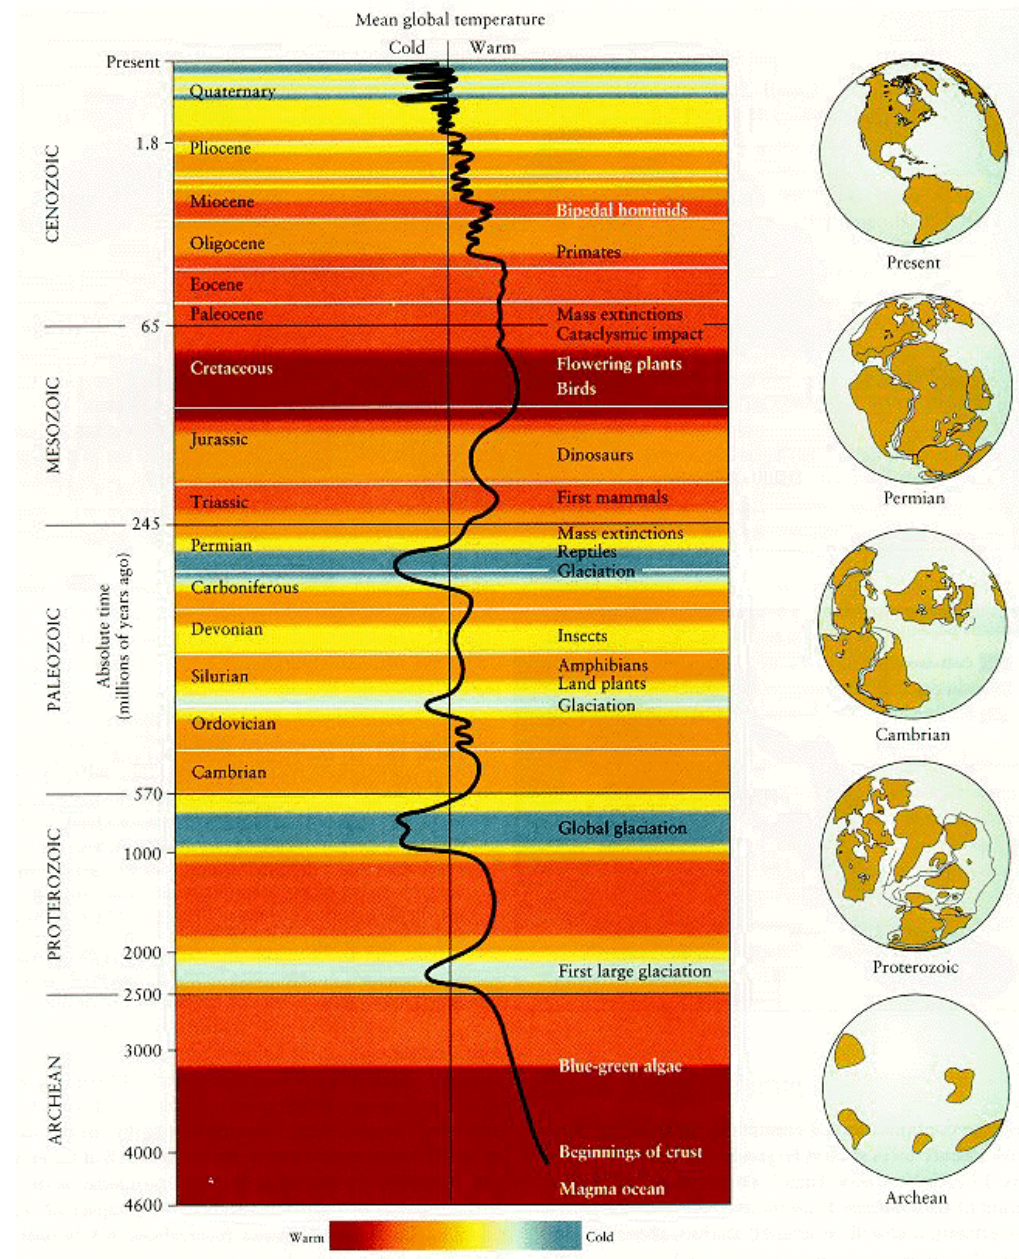 Mean global temperature
Cold Warm
Present
Quaternary
1.8
Pliocene
CENOZOIC
Miocene
Bipedal hominids
Oligocene
Primates
Present
Eocene
Paleocene
Mass extinctions
65
Cataclysmic impact
Cretaceous
Flowering plants
Birds
MESOZOIC
Jurassic
Dinosaurs
Triassic
First mammals
Permian
245
Mass extinctions
Permian
Reptiles
Glaciation
Carboniferous
Absolute time
(millions of years ago)
PALEOZOIC
Devonian
Insects
Silurian
Amphibians
Land plants
Glaciation
Ordovician
Cambrian
Cambrian
570
Global glaciation
1000
PROTEROZOIC
2000
First large glaciation
Proterozoic
2500
3000
Blue-green algae
ARCHEAN
4000
Beginnings of crust
Magma ocean
Archean
4600
Warm Cold